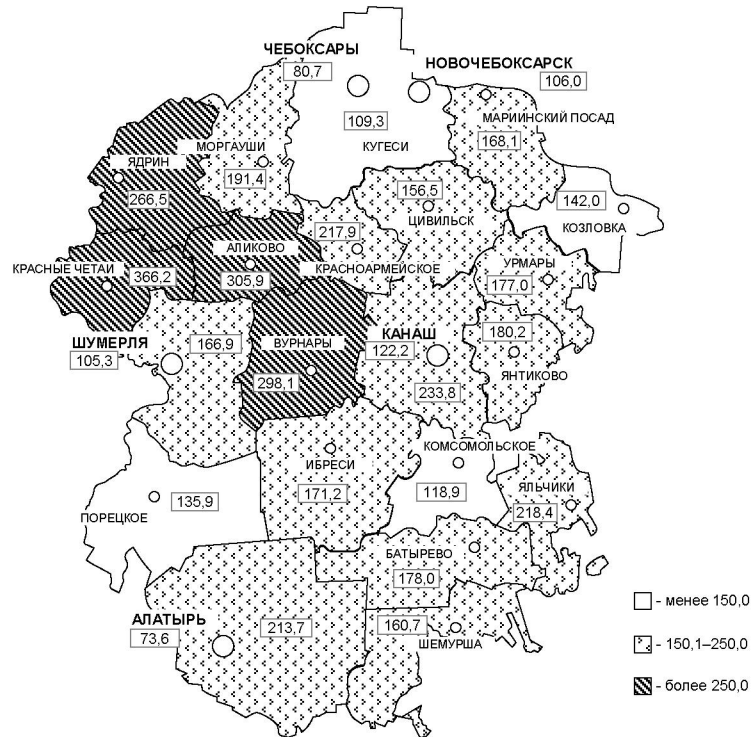 ЧЕБОКСАРЫ
80,7
НОВОЧЕБОКСАРСК
106,0
109,3
КУГЕСИ
МАРИИНСКИЙ ПОСАД
168,1
МОРГАУШИ
191,4
ЯДРИН
266,5
156,5
ЦИВИЛЬСК
142,0
КОЗЛОВКА
217,9
КРАСНОАРМЕЙСКОЕ
АЛИКОВО
305,9
КРАСНЫЕ ЧЕТАИ
366,2
УРМАРЫ
177,0
ШУМЕРЛЯ
105,3
166,9
ВУРНАРЫ
298,1
КАНАШ
122,2
233,8
180,2
ЯНТИКОВО
ИБРЕСИ
171,2
КОМСОМОЛЬСКОЕ
118,9
ЯЛЬЧИКИ
218,4
ПОРЕЦКОЕ
135,9
БАТЫРЕВО
178,0
АЛАТЫРЬ
73,6
213,7
160,7
ШЕМУРША
- менее 150,0
- 150,1–250,0
- более 250,0